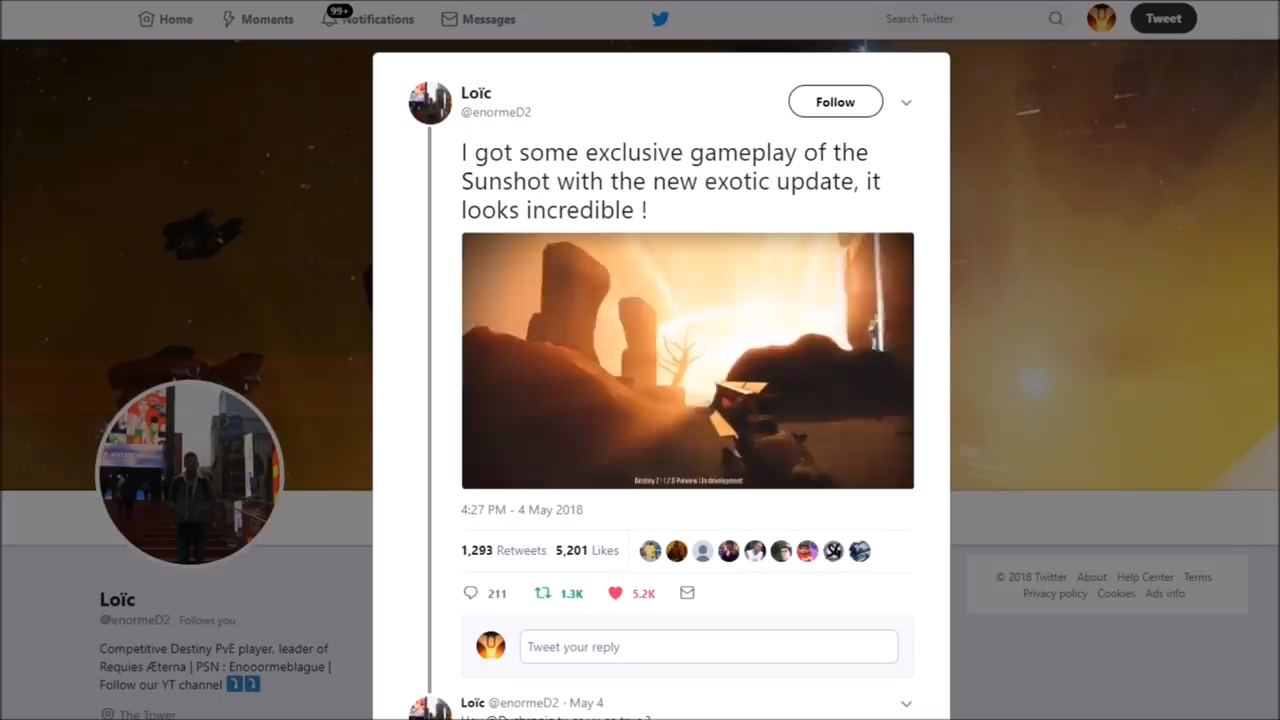 Home
Moments
99+
Notifications
Messages
Search Twitter
Tweet
Loïc
@enormeD2
Follow
I got some exclusive gameplay of the
Sunshot with the new exotic update, it
looks incredible !
Destiny 2 | 1.2.0 Preview | In development
4:27 PM - 4 May 2018
1,293 Retweets 5,201 Likes
211 1.3K 5.2K
Tweet your reply
Loïc @enormeD2 · May 4
Loïc
@enormeD2 Follows you
Competitive Destiny PvE player, leader of
Requies Æterna | PSN : Enooormeblague |
Follow our YT channel
The Tower
© 2018 Twitter About Help Center Terms
Privacy policy Cookies Ads info